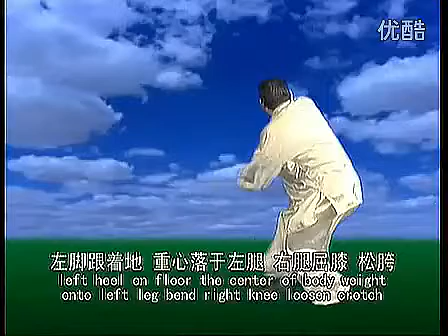 优酷
左脚跟着地 重心落于左腿 右腿屈膝 松胯
left heel on floor the center of body weight
onto left leg bend right knee loosen crotch